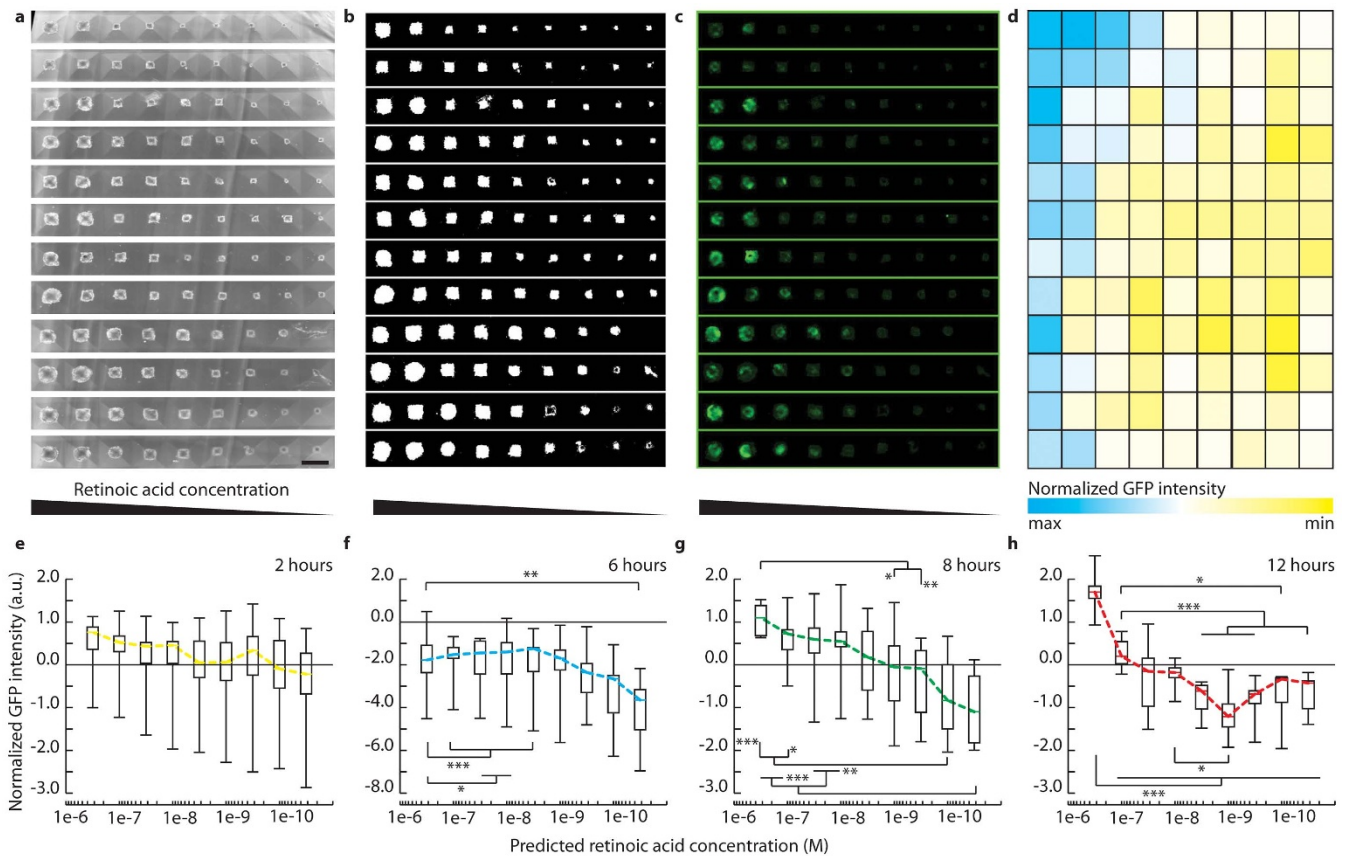 a
b
c
d
Retinoic acid concentration
Normalized GFP intensity
max
min
e
2 hours
f
6 hours
g
8 hours
h
12 hours
Normalized GFP intensity (a.u.)
2.0
1.0
0.0
-1.0
-2.0
-3.0
1e-6 1e-7 1e-8 1e-9 1e-10
2.0
0.0
-2.0
-4.0
-6.0
-8.0
**
***
*
1e-6 1e-7 1e-8 1e-9 1e-10
2.0
1.0
0.0
-1.0
-2.0
-3.0
*
**
***
*
**
***
1e-6 1e-7 1e-8 1e-9 1e-10
2.0
1.0
0.0
-1.0
-2.0
-3.0
*
***
*
***
1e-6 1e-7 1e-8 1e-9 1e-10
Predicted retinoic acid concentration (M)